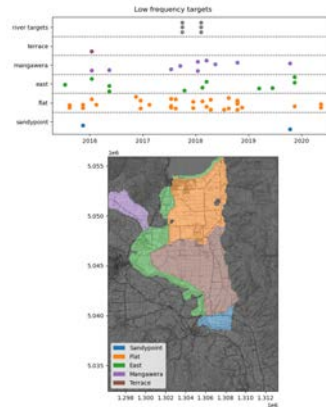 Low frequency targets
river targets
terrace
mangawera
east
flat
sandypoint
2016 2017 2018 2019 2020
1e6
5.055
5.050
5.045
5.040
5.035
Sandypoint
Flat
East
Mangawera
Terrace
1.298 1.300 1.303 1.304 1.306 1.308 1.310 1.312
1e6